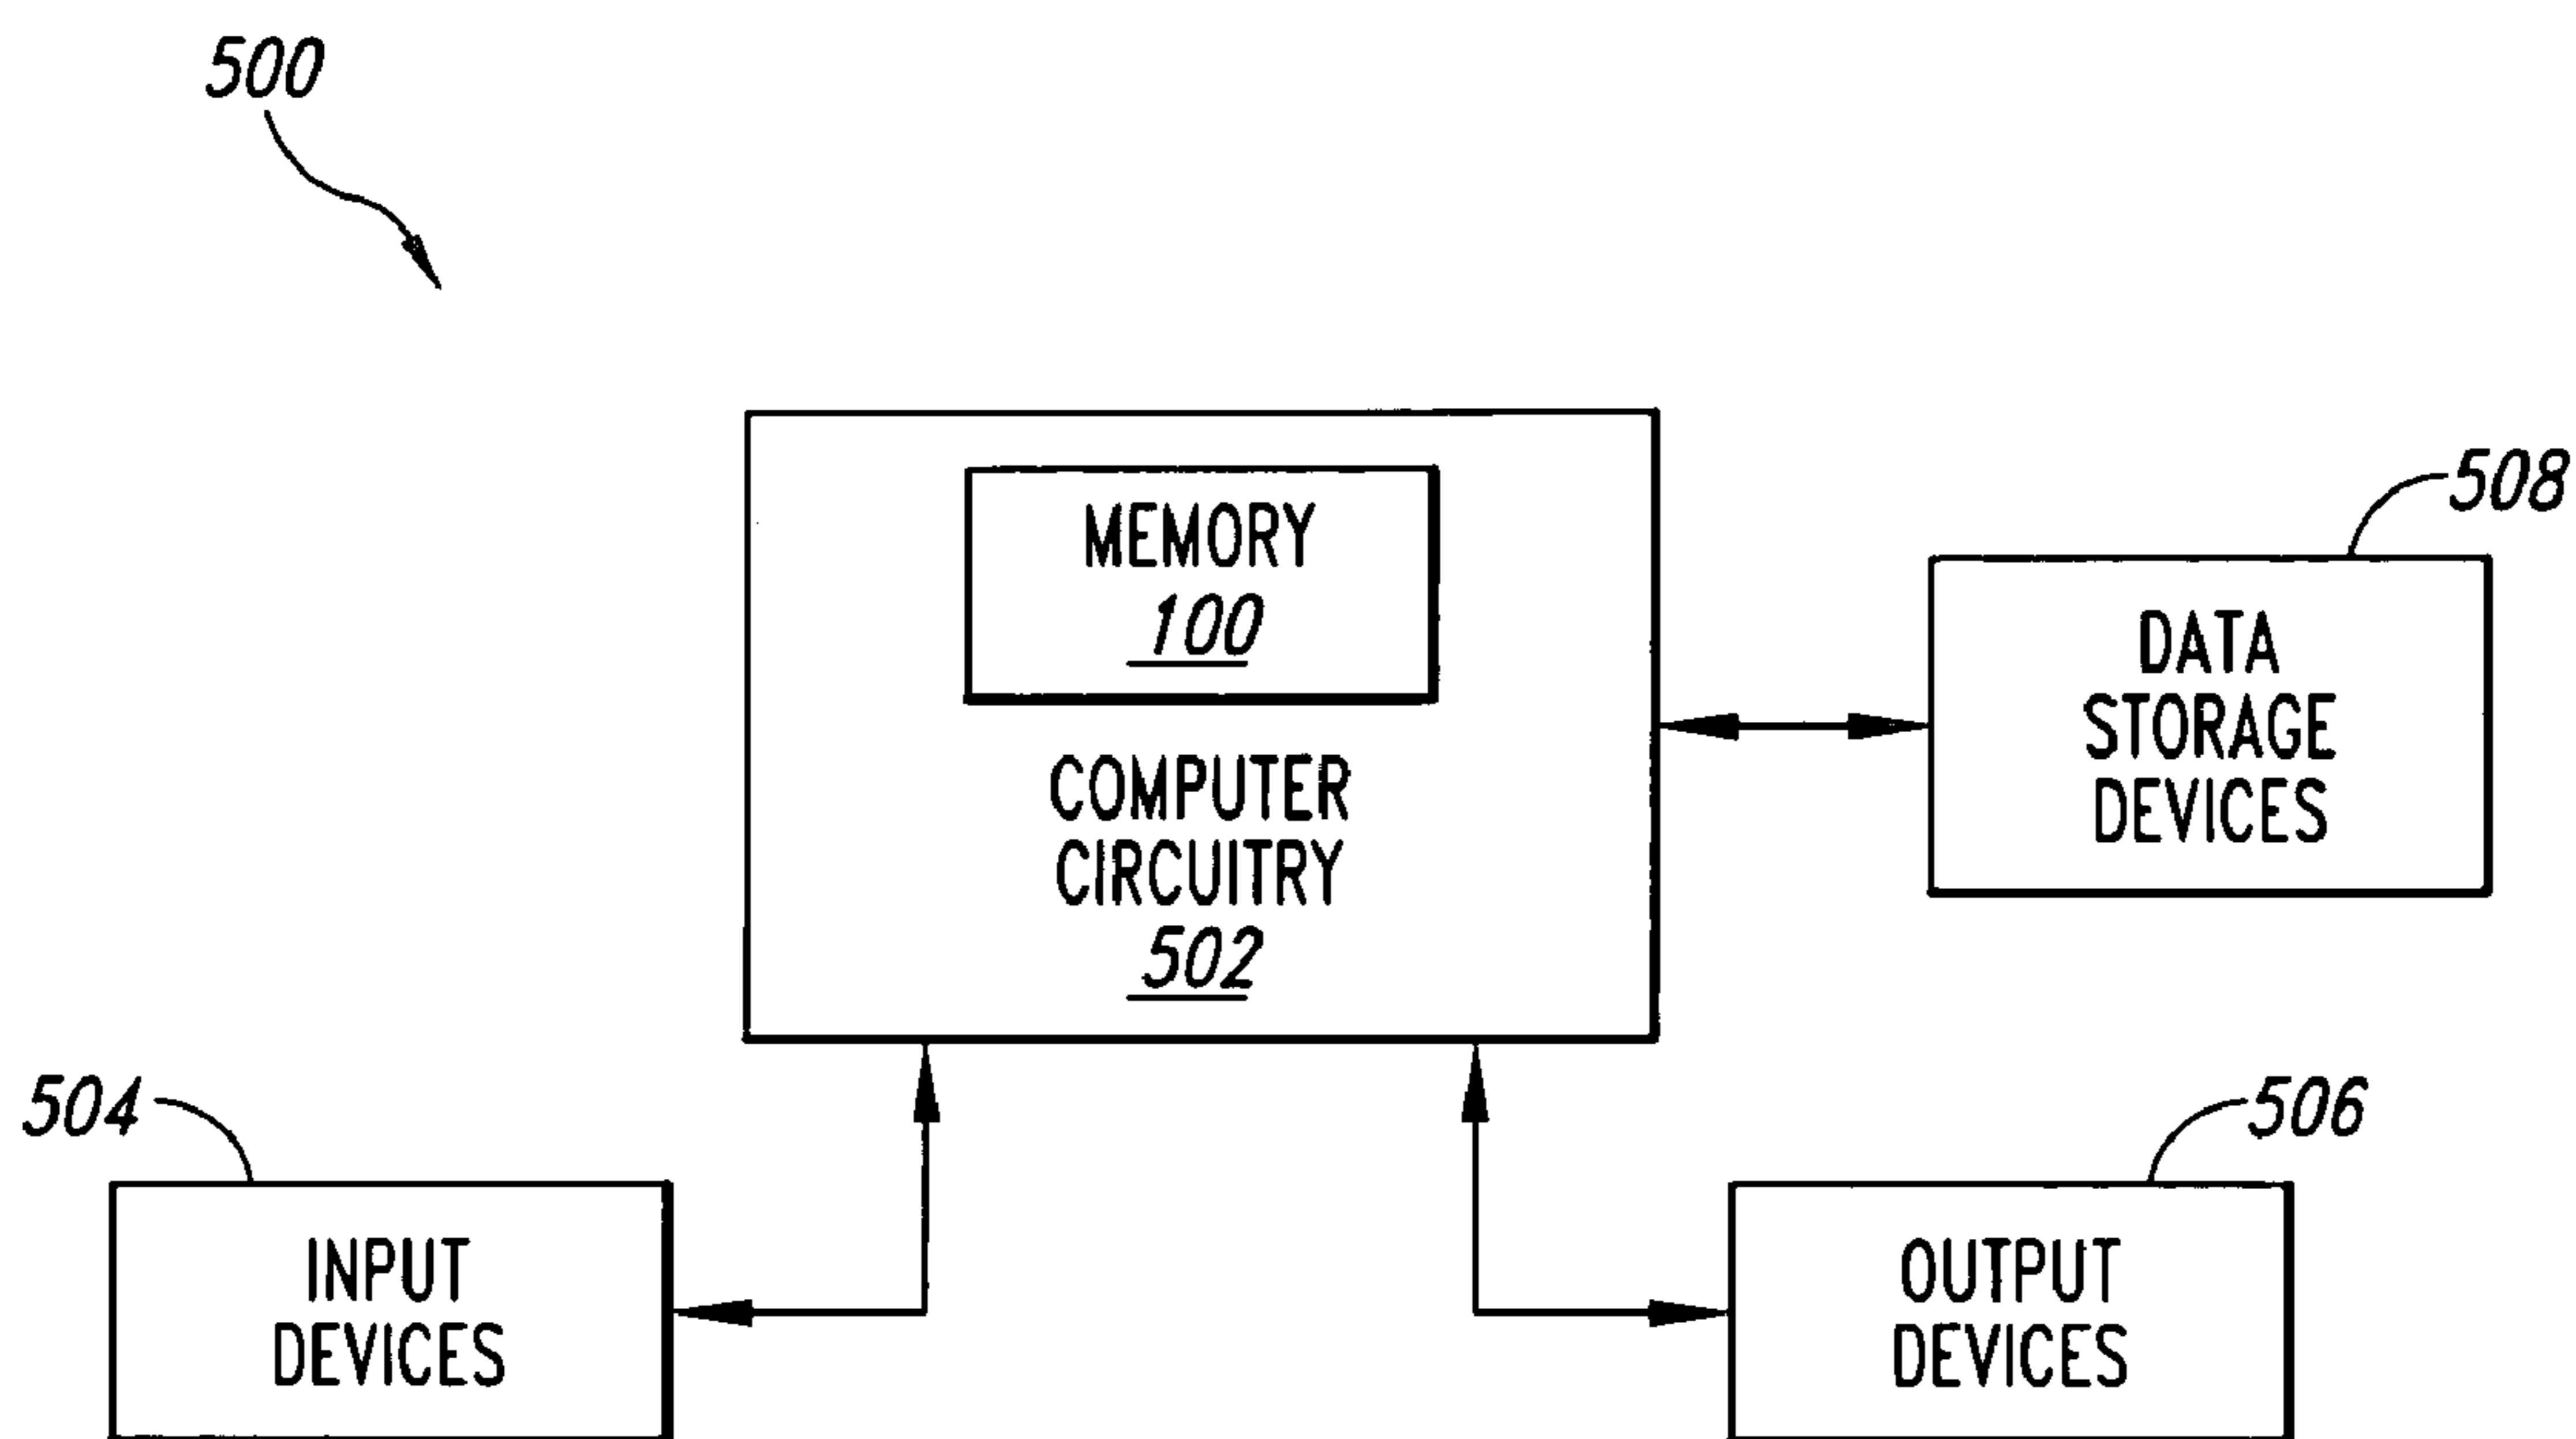 500
MEMORY
100
COMPUTER
CIRCUITRY
502
508
DATA
STORAGE
DEVICES
504
INPUT
DEVICES
506
OUTPUT
DEVICES